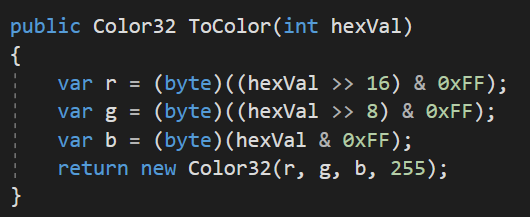 public Color32 ToColor(int hexVal)
{
    var r = (byte)((hexVal >> 16) & 0xFF);
    var g = (byte)((hexVal >> 8) & 0xFF);
    var b = (byte)(hexVal & 0xFF);
    return new Color32(r, g, b, 255);
}